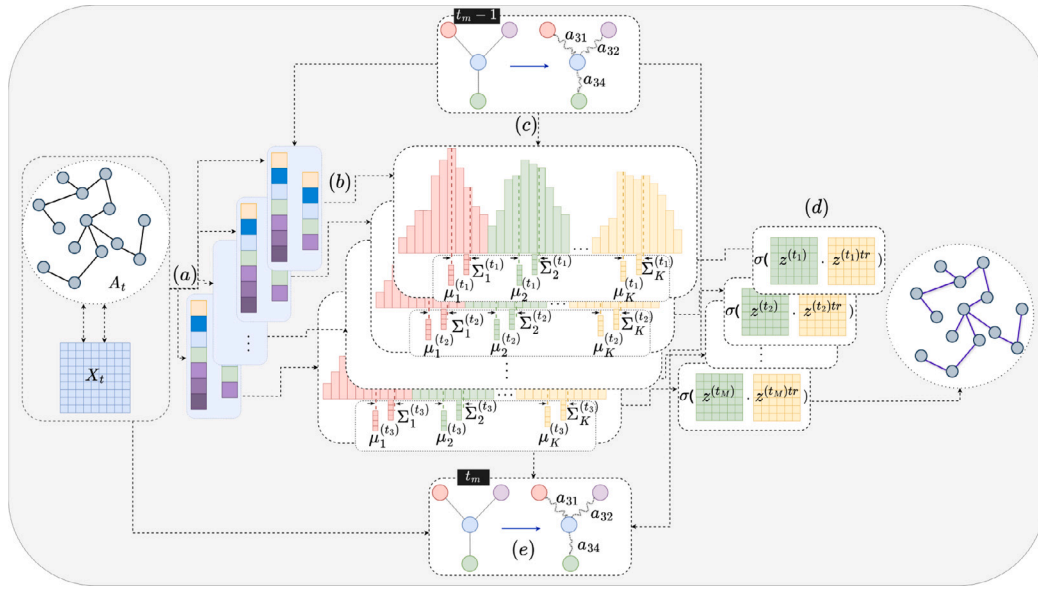 t_m − 1
a_31
a_32
a_34
(c)
(b)
(d)
(a)
A_t
X_t
...
μ_1^(t_1) Σ_1^(t_1) μ_2^(t_1) Σ_2^(t_1) μ_K^(t_1) Σ_K^(t_1)
μ_1^(t_2) Σ_1^(t_2) μ_2^(t_2) Σ_2^(t_2) μ_K^(t_2) Σ_K^(t_2)
μ_1^(t_3) Σ_1^(t_3) μ_2^(t_3) Σ_2^(t_3) μ_K^(t_3) Σ_K^(t_3)
σ( z^(t_1) · z^(t_1)tr )
σ( z^(t_2) · z^(t_2)tr )
σ( z^(t_M) · z^(t_M)tr )
t_m
a_31
a_32
a_34
(e)